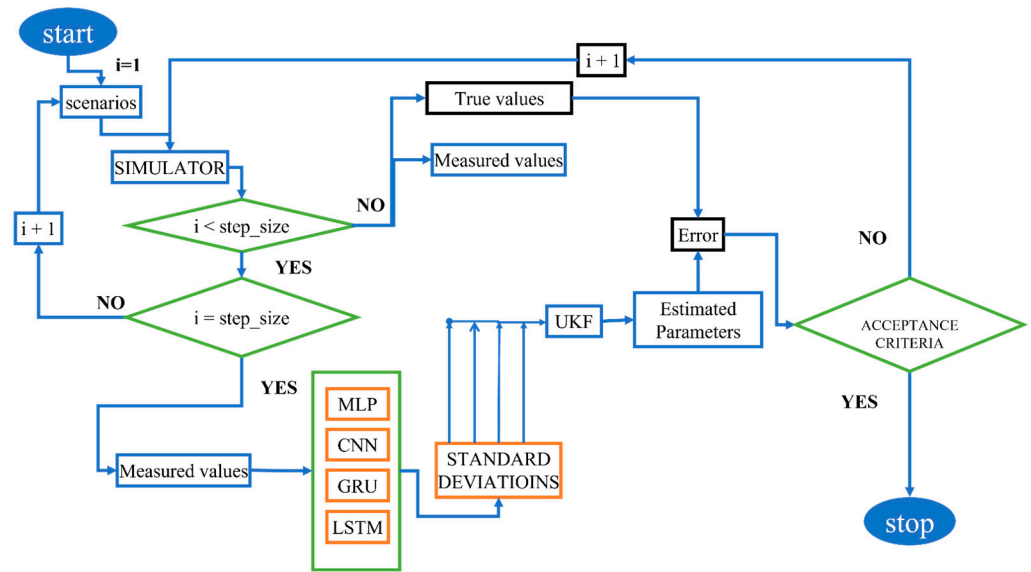 start
i=1
i + 1
scenarios
True values
SIMULATOR
Measured values
NO
i < step_size
i + 1
Error
NO
YES
NO
i = step_size
UKF
Estimated
Parameters
ACCEPTANCE
CRITERIA
YES
YES
MLP
CNN
GRU
LSTM
Measured values
STANDARD
DEVIATIOINS
stop